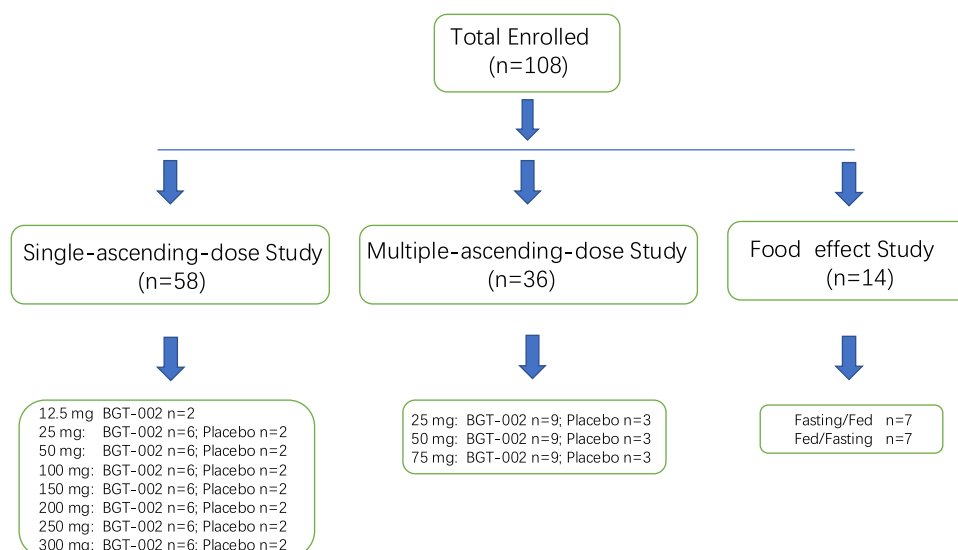 Total Enrolled
(n=108)
Single-ascending-dose Study
(n=58)
Multiple-ascending-dose Study
(n=36)
Food effect Study
(n=14)
12.5 mg BGT-002 n=2
25 mg: BGT-002 n=6; Placebo n=2
50 mg: BGT-002 n=6; Placebo n=2
100 mg: BGT-002 n=6; Placebo n=2
150 mg: BGT-002 n=6; Placebo n=2
200 mg: BGT-002 n=6; Placebo n=2
250 mg: BGT-002 n=6; Placebo n=2
300 mg: BGT-002 n=6; Placebo n=2
25 mg: BGT-002 n=9; Placebo n=3
50 mg: BGT-002 n=9; Placebo n=3
75 mg: BGT-002 n=9; Placebo n=3
Fasting/Fed n=7
Fed/Fasting n=7